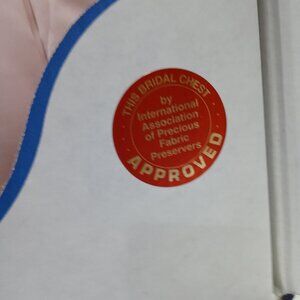 THIS BRIDAL CHEST
by
International
Association
of Precious
Fabric
Preservers
APPROVED